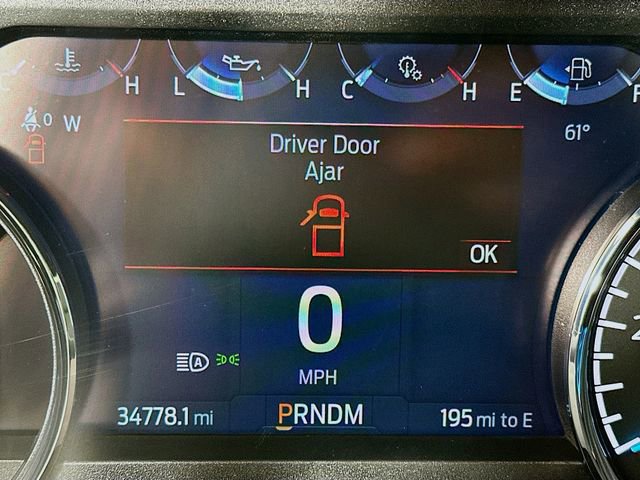 C H L H C H E F
0 W
61°
Driver Door
Ajar
OK
0
MPH
A
34778.1 mi
PRNDM
195 mi to E